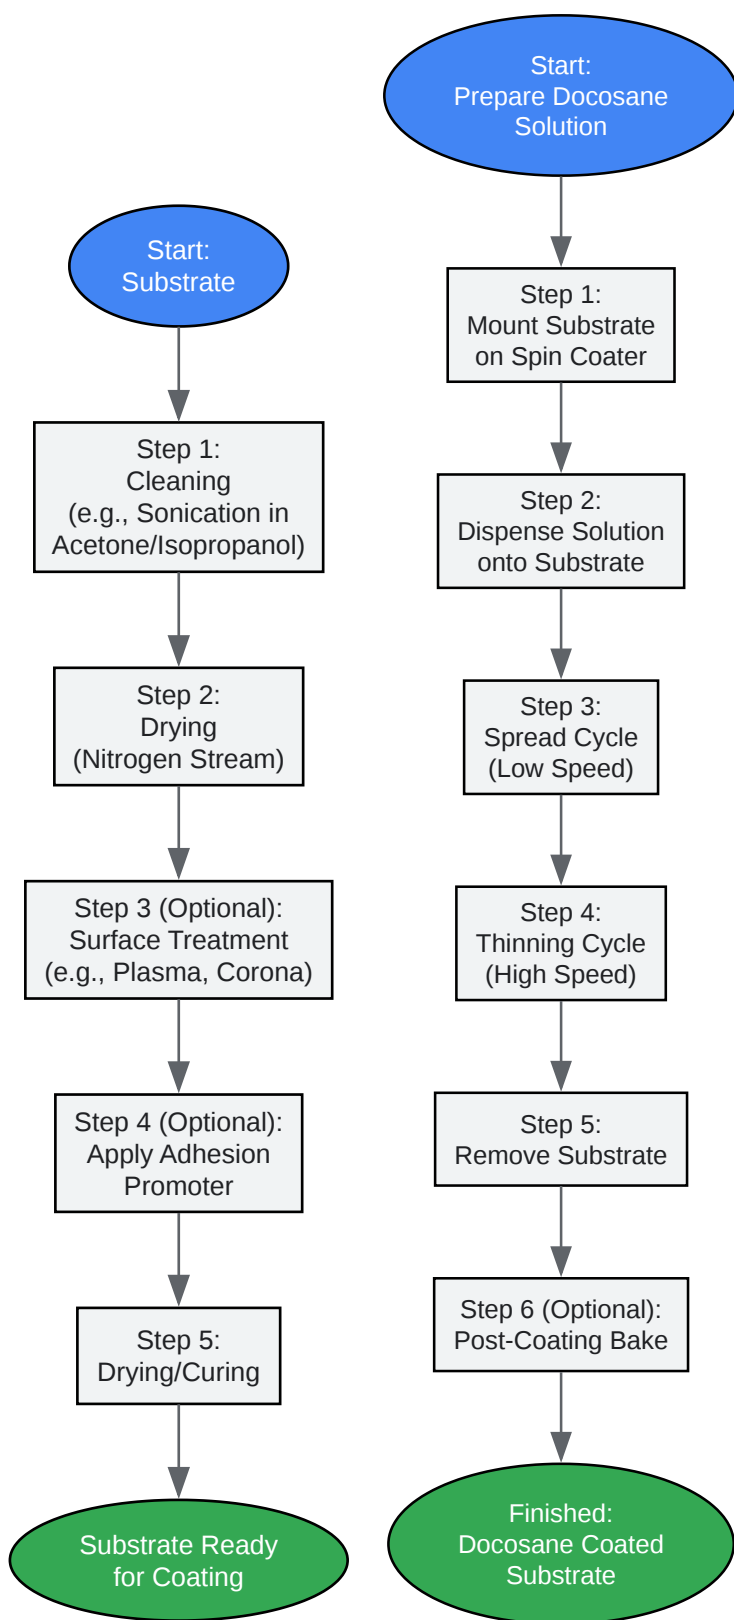 Start:
Substrate
Step 1:
Cleaning
(e.g., Sonication in
Acetone/Isopropanol)
Step 2:
Drying
(Nitrogen Stream)
Step 3 (Optional):
Surface Treatment
(e.g., Plasma, Corona)
Step 4 (Optional):
Apply Adhesion
Promoter
Step 5:
Drying/Curing
Substrate Ready
for Coating
Start:
Prepare Docosane
Solution
Step 1:
Mount Substrate
on Spin Coater
Step 2:
Dispense Solution
onto Substrate
Step 3:
Spread Cycle
(Low Speed)
Step 4:
Thinning Cycle
(High Speed)
Step 5:
Remove Substrate
Step 6 (Optional):
Post-Coating Bake
Finished:
Docosane Coated
Substrate